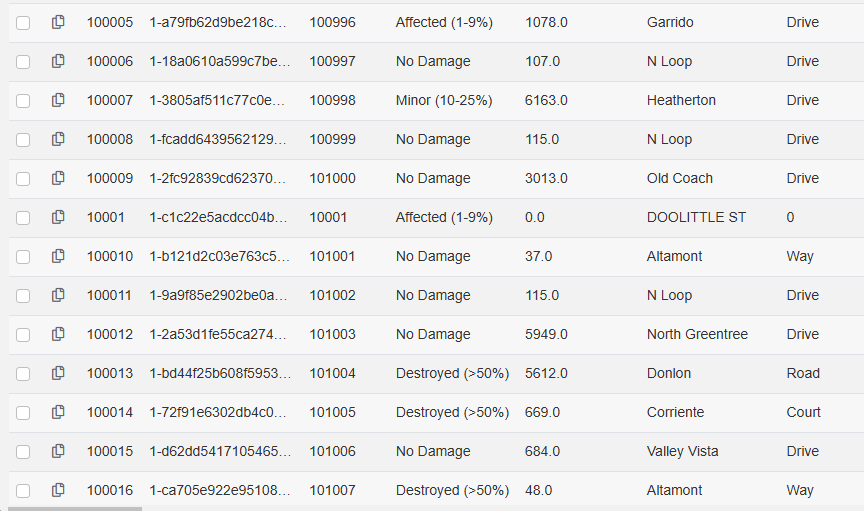 100005 1-a79fb62d9be218c... 100996 Affected (1-9%) 1078.0 Garrido Drive
100006 1-18a0610a599c7be... 100997 No Damage 107.0 N Loop Drive
100007 1-3805af511c77c0e... 100998 Minor (10-25%) 6163.0 Heatherton Drive
100008 1-fcadd6439562129... 100999 No Damage 115.0 N Loop Drive
100009 1-2fc92839cd62370... 101000 No Damage 3013.0 Old Coach Drive
10001 1-c1c22e5acdcc04b... 10001 Affected (1-9%) 0.0 DOOLITTLE ST 0
100010 1-b121d2c03e763c5... 101001 No Damage 37.0 Altamont Way
100011 1-9a9f85e2902be0a... 101002 No Damage 115.0 N Loop Drive
100012 1-2a53d1fe55ca274... 101003 No Damage 5949.0 North Greentree Drive
100013 1-bd44f25b608f5953... 101004 Destroyed (>50%) 5612.0 Donlon Road
100014 1-72f91e6302db4c0... 101005 Destroyed (>50%) 669.0 Corriente Court
100015 1-d62dd5417105465... 101006 No Damage 684.0 Valley Vista Drive
100016 1-ca705e922e95108... 101007 Destroyed (>50%) 48.0 Altamont Way